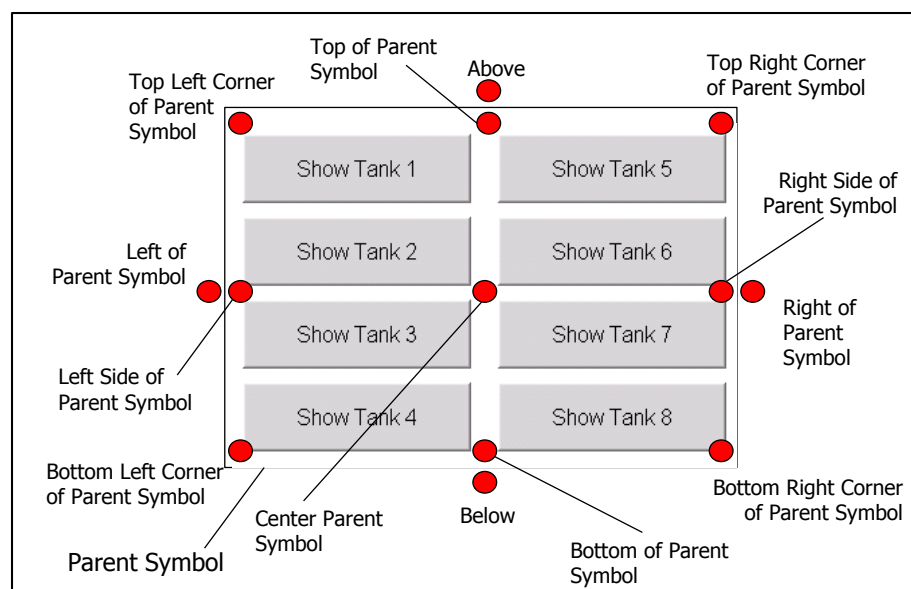 Top of Parent
Symbol
Above
Top Left Corner
of Parent
Symbol
Top Right Corner
of Parent Symbol
Show Tank 1
Show Tank 5
Right Side of
Parent Symbol
Left of
Parent Symbol
Show Tank 2
Show Tank 6
Right of
Parent
Symbol
Show Tank 3
Show Tank 7
Left Side of
Parent Symbol
Show Tank 4
Show Tank 8
Bottom Left Corner
of Parent Symbol
Center Parent
Symbol
Below
Bottom Right Corner
of Parent Symbol
Parent Symbol
Bottom of Parent
Symbol